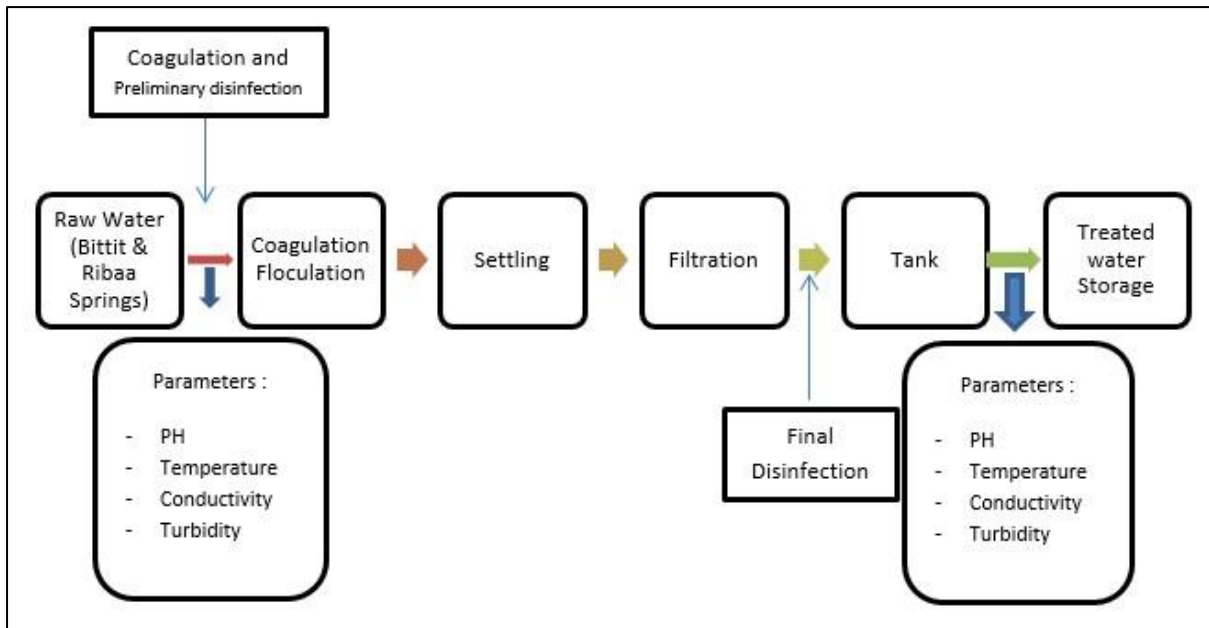 Coagulation and
Preliminary disinfection
Raw Water
(Bittit &
Ribaa
Springs)
Coagulation
Floculation
Settling
Filtration
Tank
Treated
water
Storage
Parameters :
- PH
- Temperature
- Conductivity
- Turbidity
Final
Disinfection
Parameters :
- PH
- Temperature
- Conductivity
- Turbidity